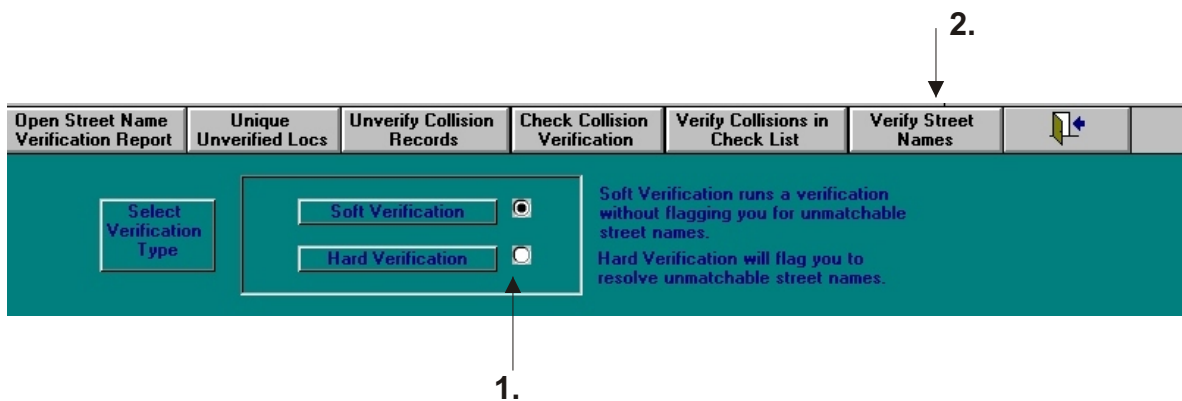 2.
Open Street Name
Verification Report
Unique
Unverified Locs
Unverify Collision
Records
Check Collision
Verification
Verify Collisions in
Check List
Verify Street
Names
Select
Verification
Type
Soft Verification
Hard Verification
Soft Verification runs a verification
without flagging you for unmatchable
street names.
Hard Verification will flag you to
resolve unmatchable street names.
1.